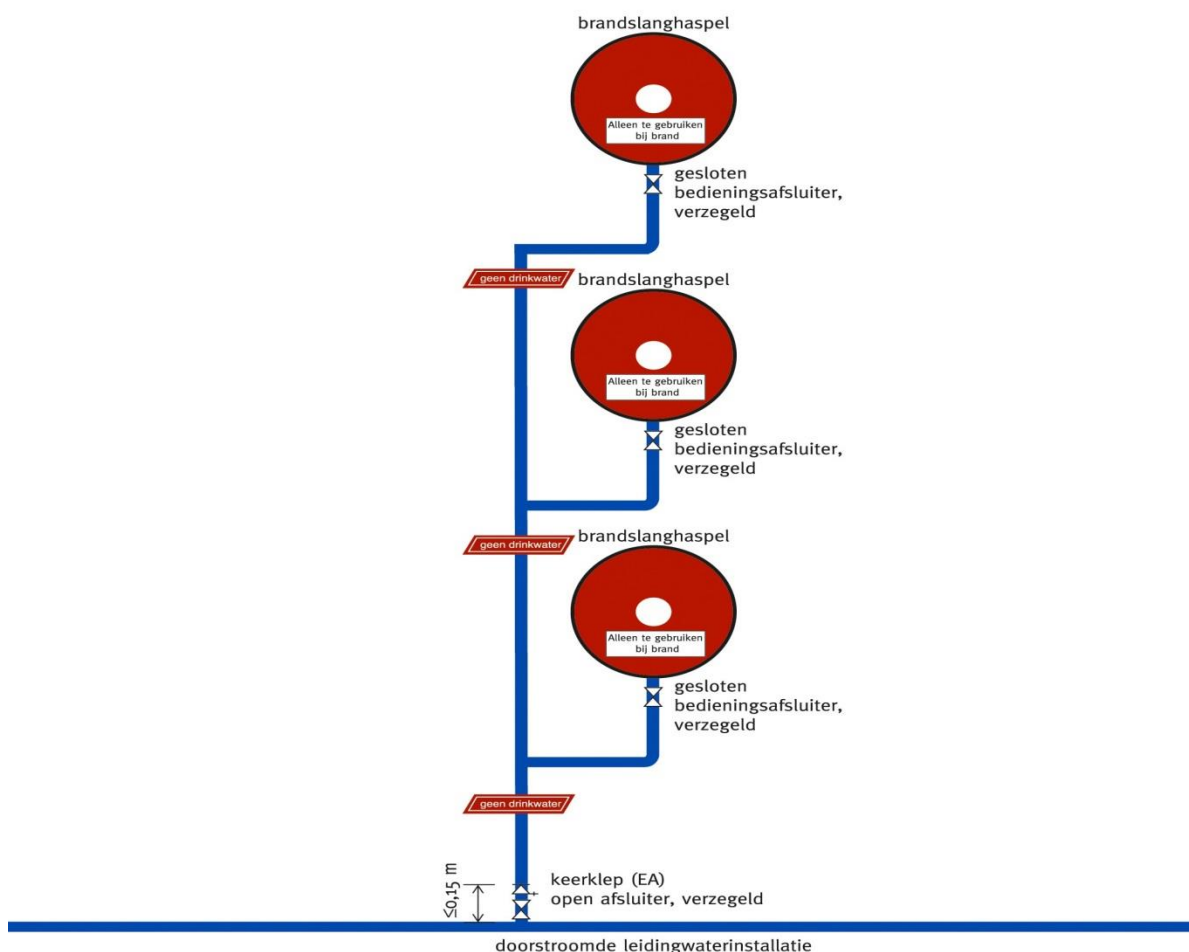 brandslanghaspel
Alleen te gebruiken
bij brand
gesloten
bedieningsafsluiter,
verzegeld
geen drinkwater
brandslanghaspel
Alleen te gebruiken
bij brand
gesloten
bedieningsafsluiter,
verzegeld
geen drinkwater
brandslanghaspel
Alleen te gebruiken
bij brand
gesloten
bedieningsafsluiter,
verzegeld
geen drinkwater
≤0,15 m
keerklep (EA)
open afsluiter, verzegeld
doorstroomde leidingwaterinstallatie